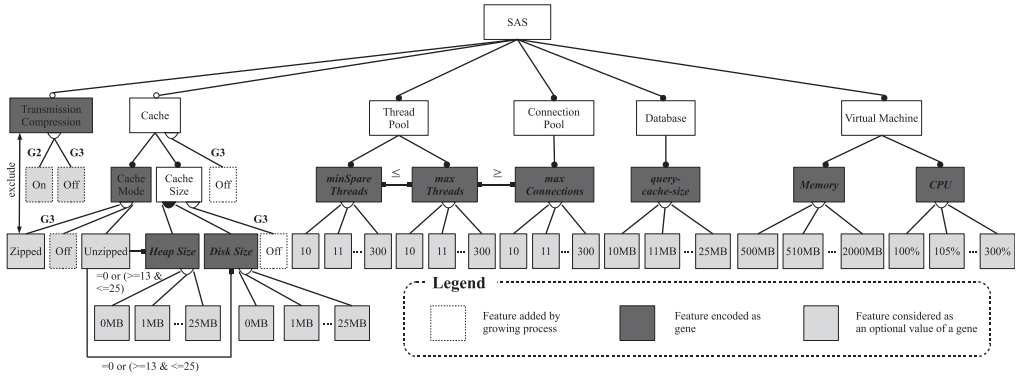 SAS
Transmission Compression
Cache
Thread Pool
Connection Pool
Database
Virtual Machine
exclude
G2
G3
G3
On
Off
Cache Mode
Cache Size
Off
minSpare Threads
≤
max Threads
≥
max Connections
query-cache-size
Memory
CPU
G3
G3
Zipped
Off
Unzipped
Heap Size
Disk Size
Off
10
11
...
300
10
11
...
300
10
11
...
300
10MB
11MB
...
25MB
500MB
510MB
...
2000MB
100%
105%
...
300%
=0 or (>=13 & <=25)
0MB
1MB
...
25MB
0MB
1MB
...
25MB
=0 or (>=13 & <=25)
Legend
Feature added by growing process
Feature encoded as gene
Feature considered as an optional value of a gene